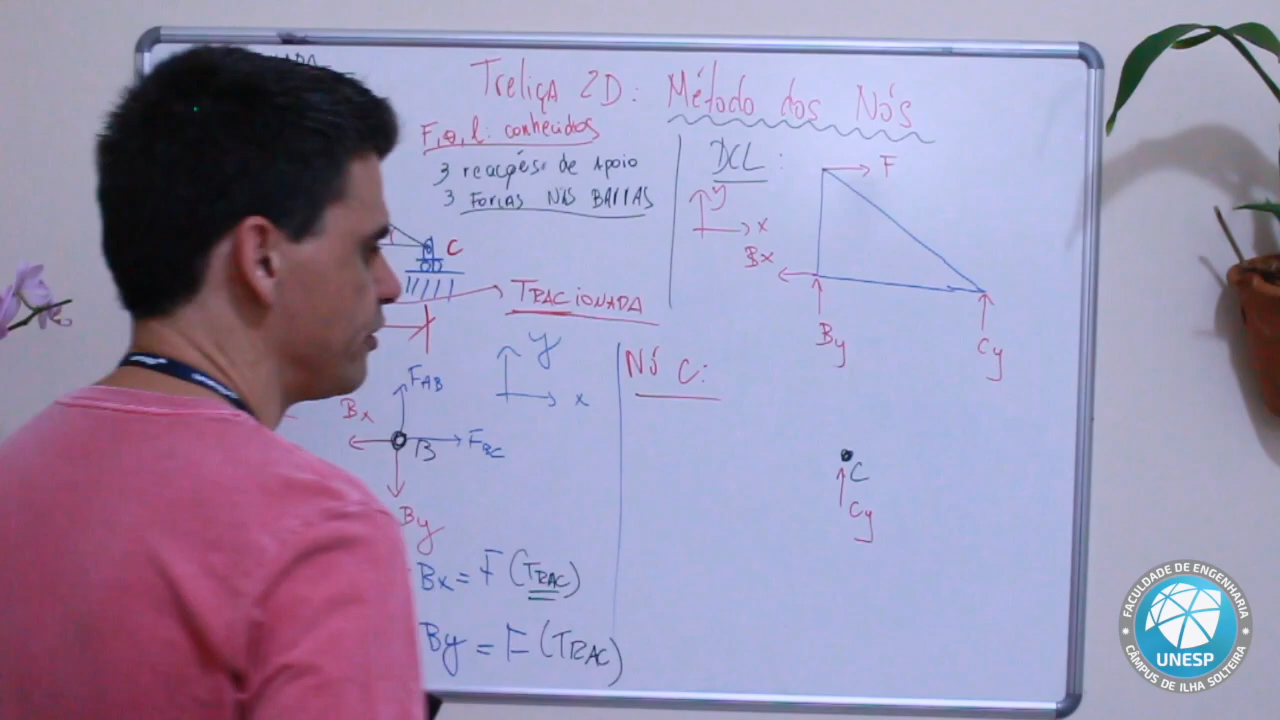 Treliça 2D: Método dos Nós
F, θ, l: conhecidos
3 reações de Apoio
3 Forças nas barras
C
Tracionada
DCL:
y
x
F
Bx
By
Cy
y
x
FAB
Bx
B
FBC
By
Bx = F (Trac)
By = F (Trac)
Nó C:
C
Cy
FACULDADE DE ENGENHARIA
UNESP
CÂMPUS DE ILHA SOLTEIRA